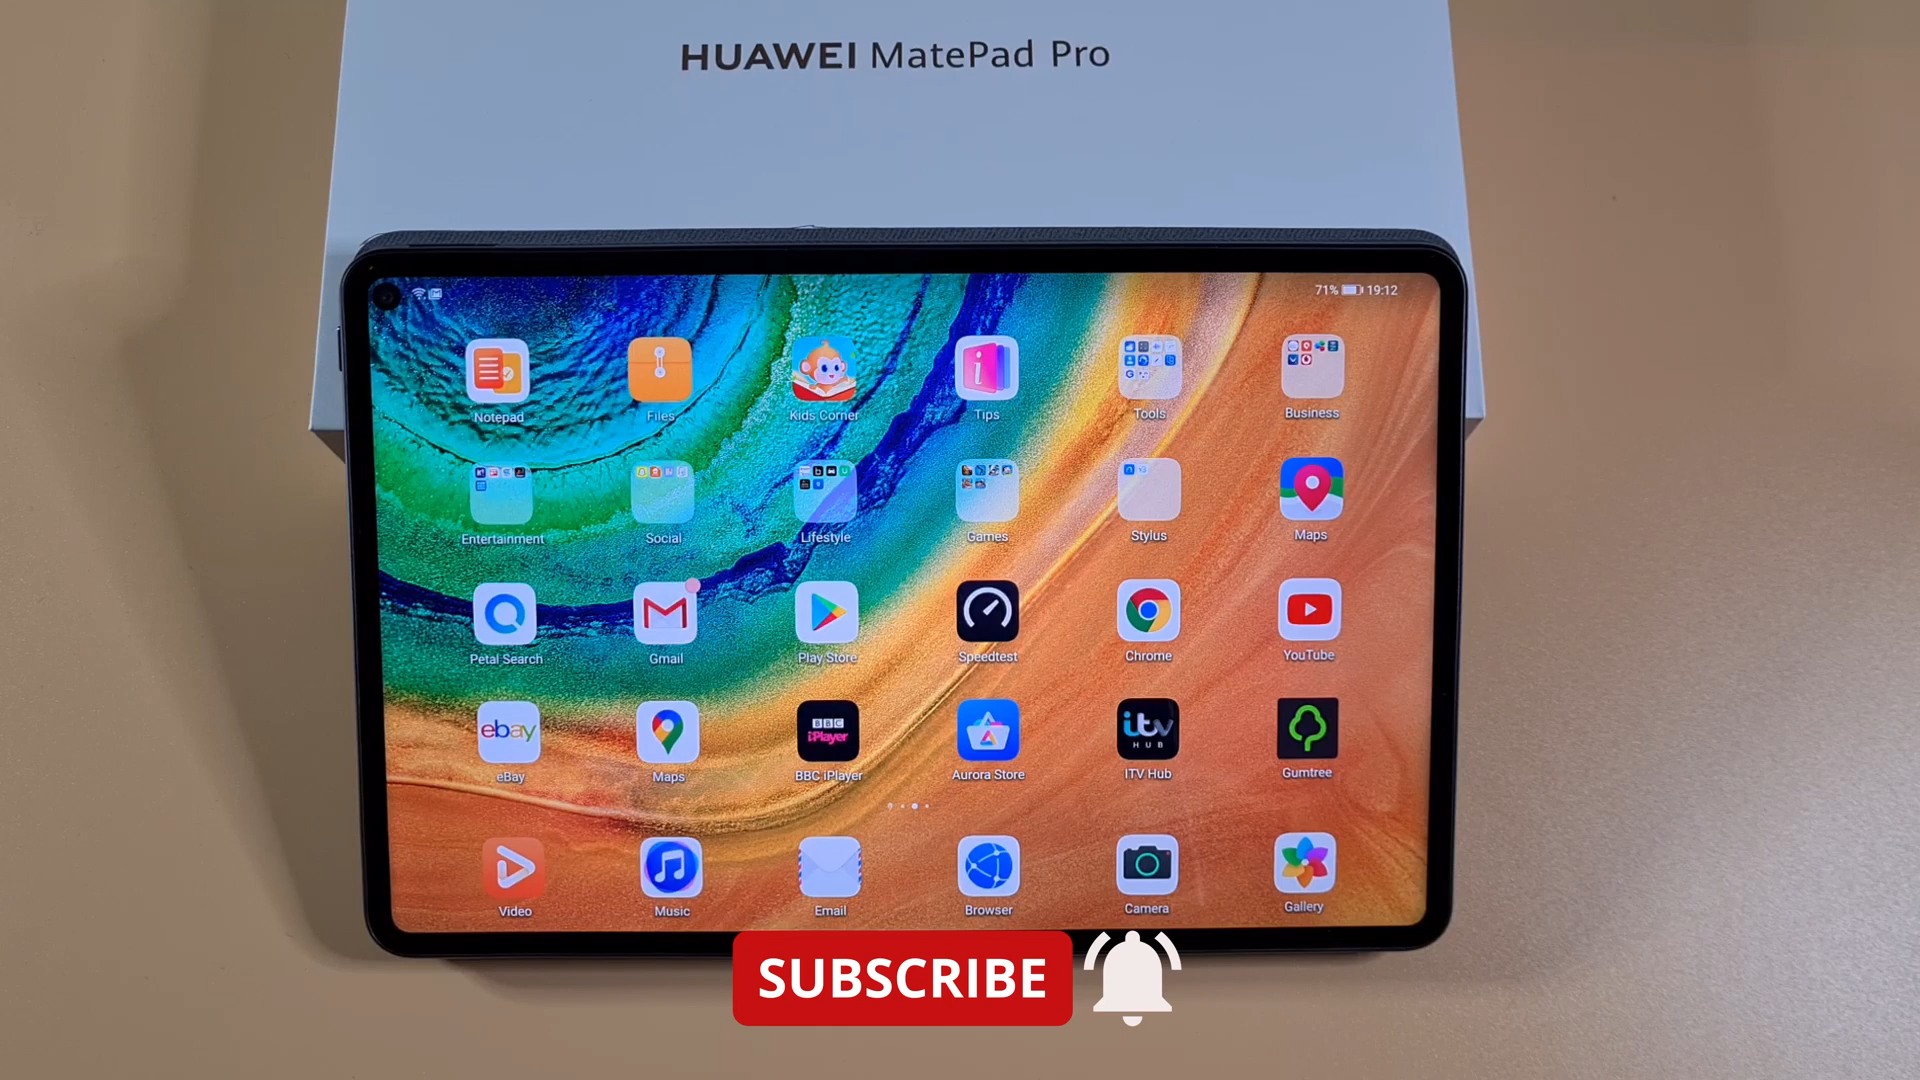 HUAWEI MatePad Pro
71% 19:12
Notepad Files Kids Corner Tips Tools Business
Entertainment Social Lifestyle Games Stylus Maps
Petal Search Gmail Play Store Speedtest Chrome YouTube
ebay BBC iPlayer itv HUB
eBay Maps BBC iPlayer Aurora Store ITV Hub Gumtree
Video Music Email Browser Camera Gallery
SUBSCRIBE